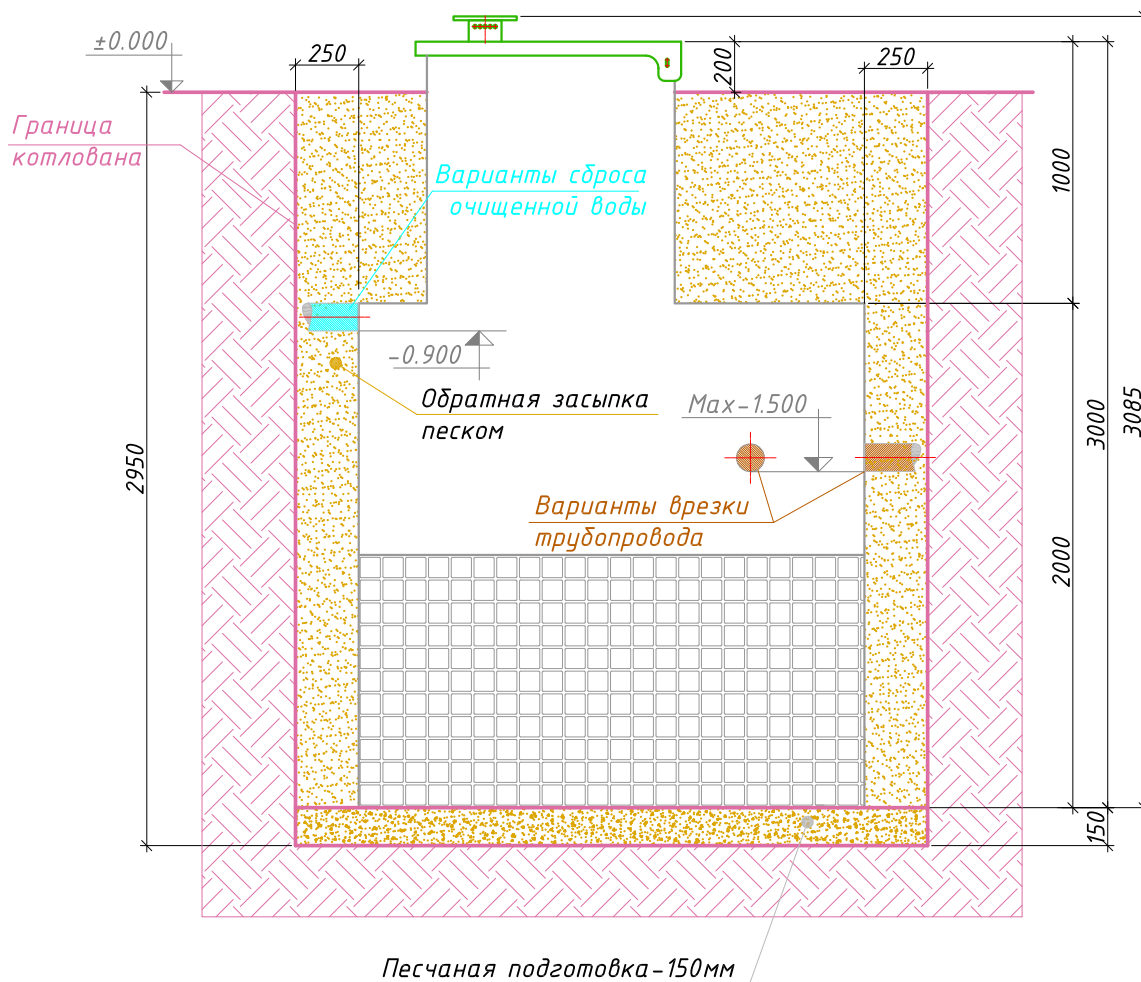 ±0.000
250
200
250
Граница
котлована
Варианты сброса
очищенной воды
1000
-0.900
Обратная засыпка
песком
Max-1.500
3000
3085
2950
Варианты врезки
трубопровода
2000
150
Песчаная подготовка-150мм